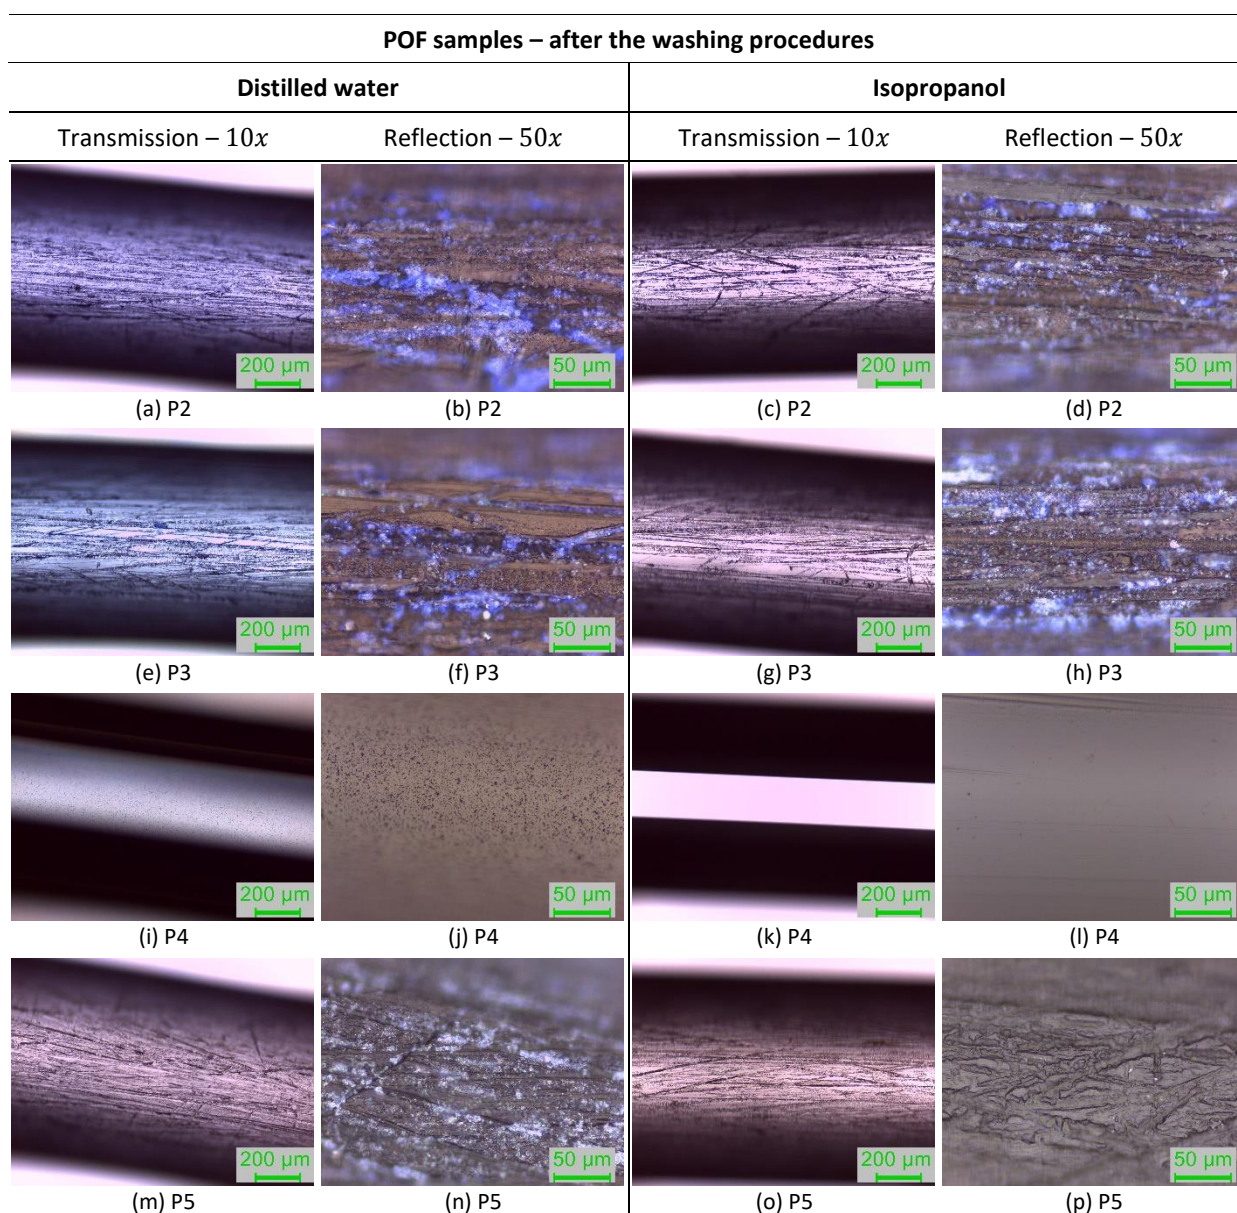 POF samples – after the washing procedures
Distilled water
Isopropanol
Transmission – 10x
Reflection – 50x
Transmission – 10x
Reflection – 50x
200 µm
50 µm
200 µm
50 µm
(a) P2
(b) P2
(c) P2
(d) P2
200 µm
50 µm
200 µm
50 µm
(e) P3
(f) P3
(g) P3
(h) P3
200 µm
50 µm
200 µm
50 µm
(i) P4
(j) P4
(k) P4
(l) P4
200 µm
50 µm
200 µm
50 µm
(m) P5
(n) P5
(o) P5
(p) P5